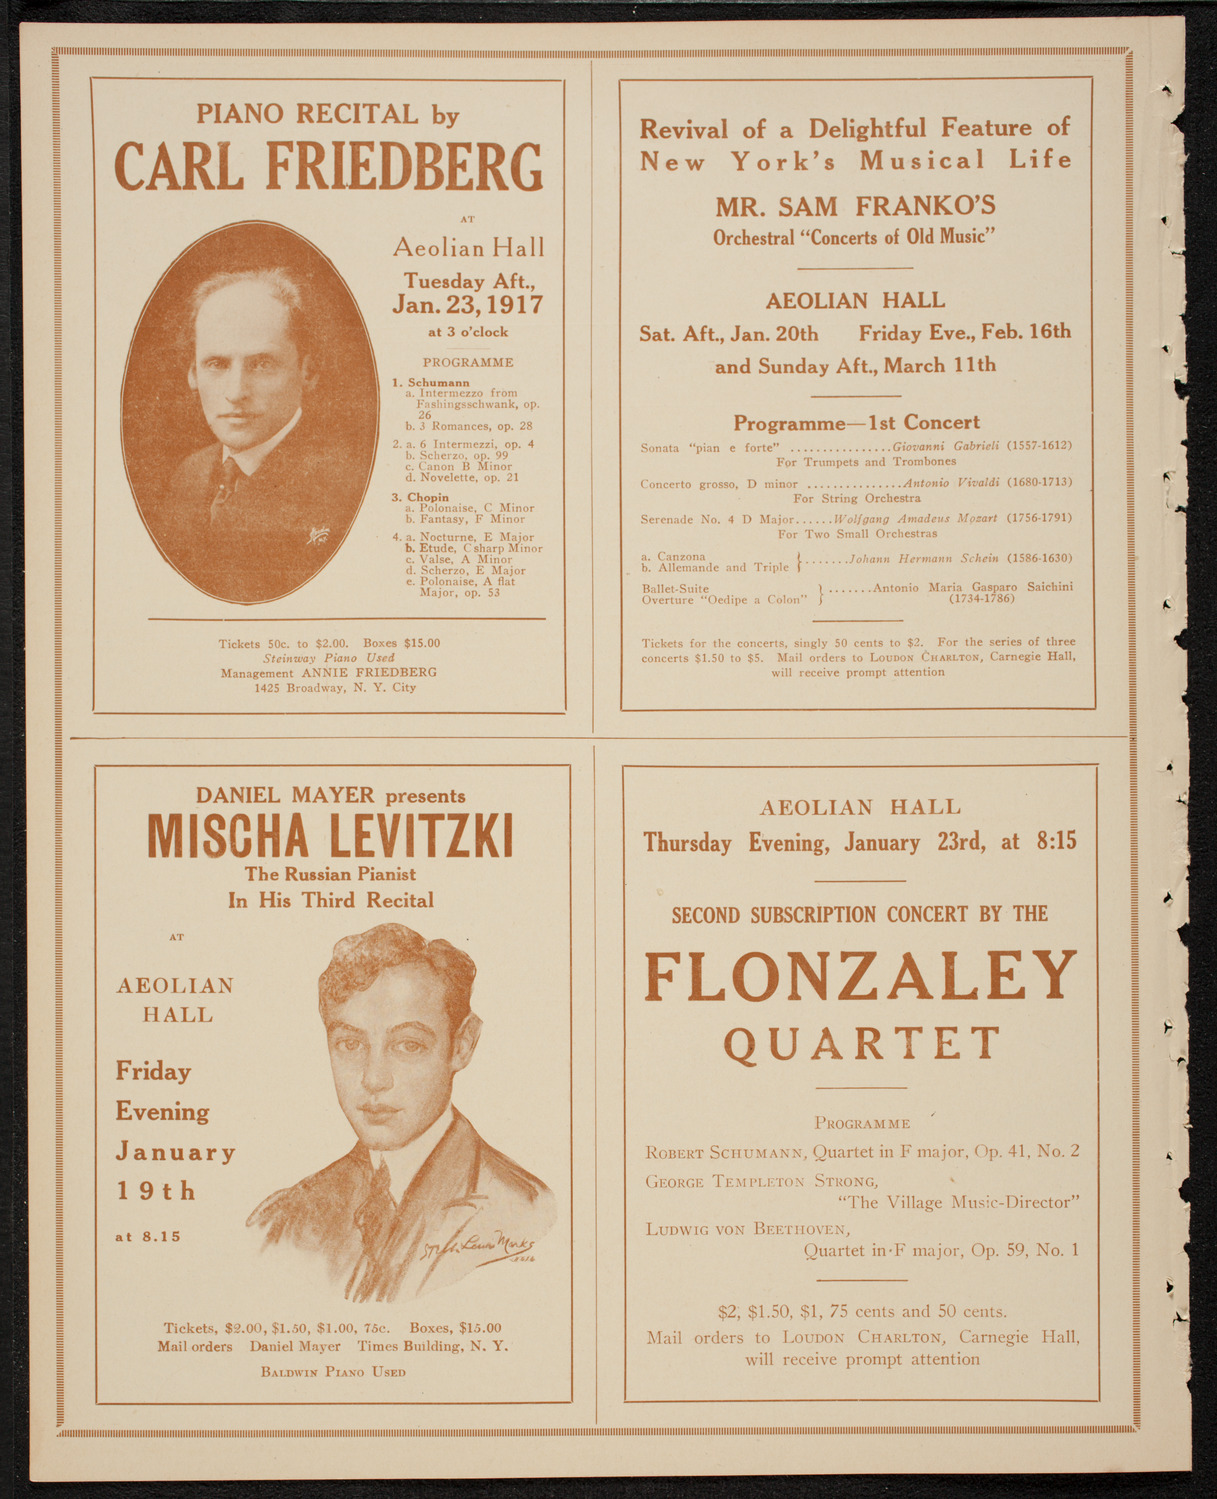 PIANO RECITAL by
CARL FRIEDBERG
AT
Aeolian Hall
Tuesday Aft.,
Jan. 23, 1917
at 3 o'clock
PROGRAMME
1. Schumann
a. Intermezzo from
Fashingsschwank, op.
26
b. 3 Romances, op. 28
2. a. 6 Intermezzi, op. 4
b. Scherzo, op. 99
c. Canon B Minor
d. Novelette, op. 21
3. Chopin
a. Polonaise, C Minor
b. Fantasy, F Minor
4. a. Nocturne, E Major
b. Etude, C sharp Minor
c. Valse, A Minor
d. Scherzo, E Major
e. Polonaise, A flat
Major, op. 53
Tickets 50c. to $2.00. Boxes $15.00
Steinway Piano Used
Management ANNIE FRIEDBERG
1425 Broadway, N. Y. City
Revival of a Delightful Feature of
New York's Musical Life
MR. SAM FRANKO'S
Orchestral "Concerts of Old Music"
AEOLIAN HALL
Sat. Aft., Jan. 20th Friday Eve., Feb. 16th
and Sunday Aft., March 11th
Programme—1st Concert
Sonata "pian e forte" ................Giovanni Gabrieli (1557-1612)
For Trumpets and Trombones
Concerto grosso, D minor ...............Antonio Vivaldi (1680-1713)
For String Orchestra
Serenade No. 4 D Major......Wolfgang Amadeus Mozart (1756-1791)
For Two Small Orchestras
a. Canzona
b. Allemande and Triple } .......Johann Hermann Schein (1586-1630)
Ballet-Suite
Overture "Oedipe a Colon" } .......Antonio Maria Gasparo Saichini
(1734-1786)
Tickets for the concerts, singly 50 cents to $2. For the series of three
concerts $1.50 to $5. Mail orders to LOUDON CHARLTON, Carnegie Hall,
will receive prompt attention
DANIEL MAYER presents
MISCHA LEVITZKI
The Russian Pianist
In His Third Recital
AT
AEOLIAN
HALL
Friday
Evening
January
19th
at 8.15
Tickets, $2.00, $1.50, $1.00, 75c. Boxes, $15.00
Mail orders Daniel Mayer Times Building, N. Y.
BALDWIN PIANO USED
AEOLIAN HALL
Thursday Evening, January 23rd, at 8:15
SECOND SUBSCRIPTION CONCERT BY THE
FLONZALEY
QUARTET
PROGRAMME
ROBERT SCHUMANN, Quartet in F major, Op. 41, No. 2
GEORGE TEMPLETON STRONG,
"The Village Music-Director"
LUDWIG VON BEETHOVEN,
Quartet in F major, Op. 59, No. 1
$2, $1.50, $1, 75 cents and 50 cents.
Mail orders to LOUDON CHARLTON, Carnegie Hall,
will receive prompt attention